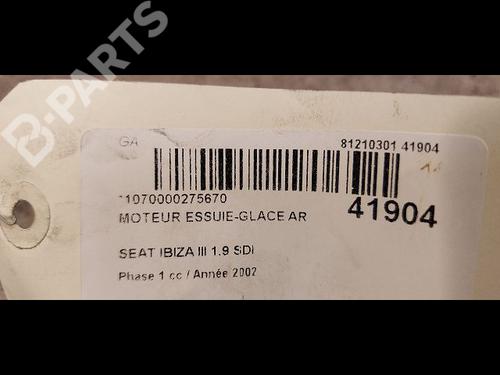 B-PARTS
GA 81210301 41904
11070000275670
MOTEUR ESSUIE-GLACE AR
41904
SEAT IBIZA III 1.9 SDI
Phase 1 cc / Année 2002